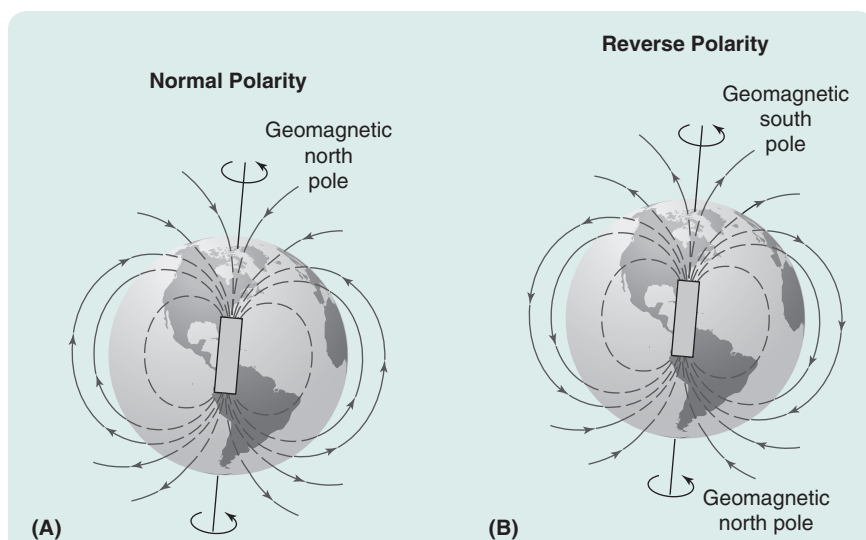 Normal Polarity
Geomagnetic
north
pole
(A)
Reverse Polarity
Geomagnetic
south
pole
Geomagnetic
north pole
(B)